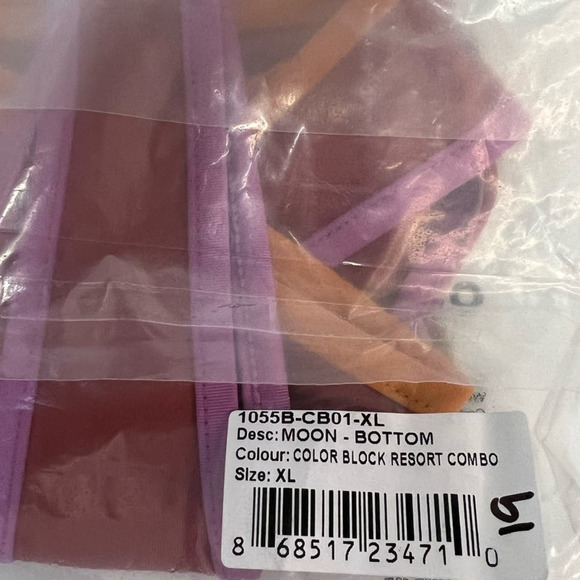 1055B-CB01-XL
Desc: MOON - BOTTOM
Colour: COLOR BLOCK RESORT COMBO
Size: XL
8 68517 23471 0